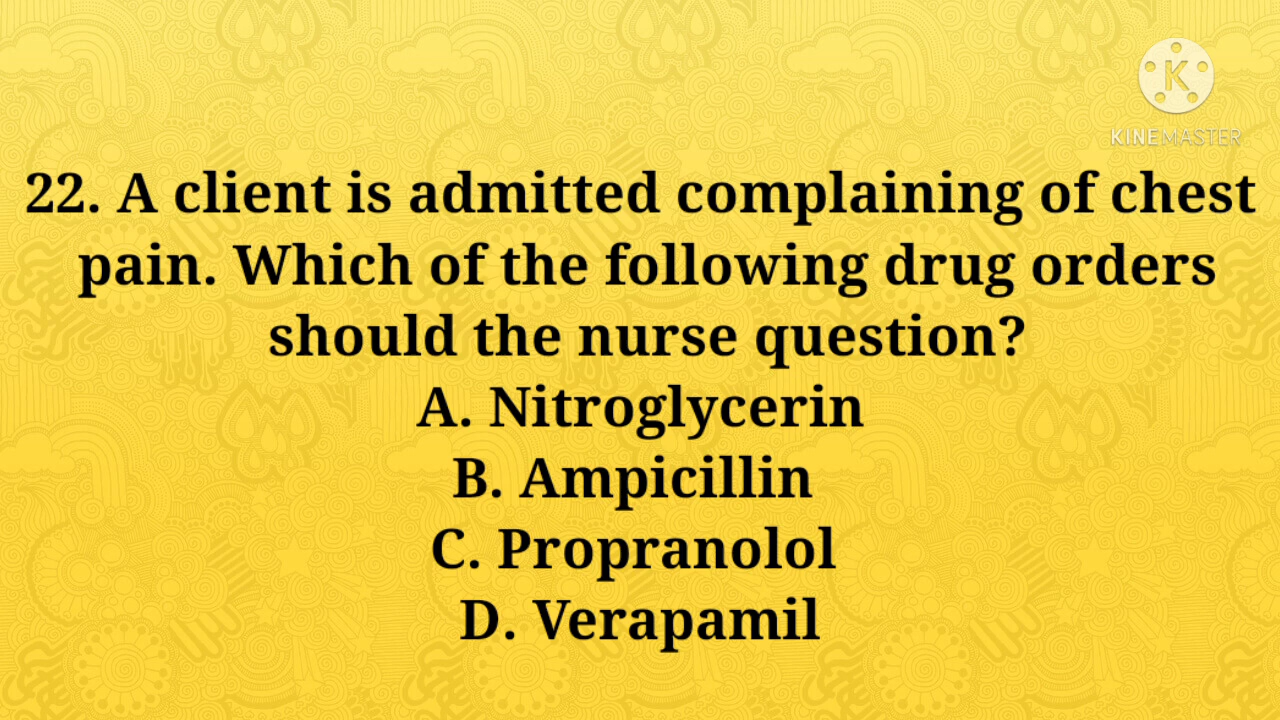 K
KINEMASTER
22. A client is admitted complaining of chest
pain. Which of the following drug orders
should the nurse question?
A. Nitroglycerin
B. Ampicillin
C. Propranolol
D. Verapamil